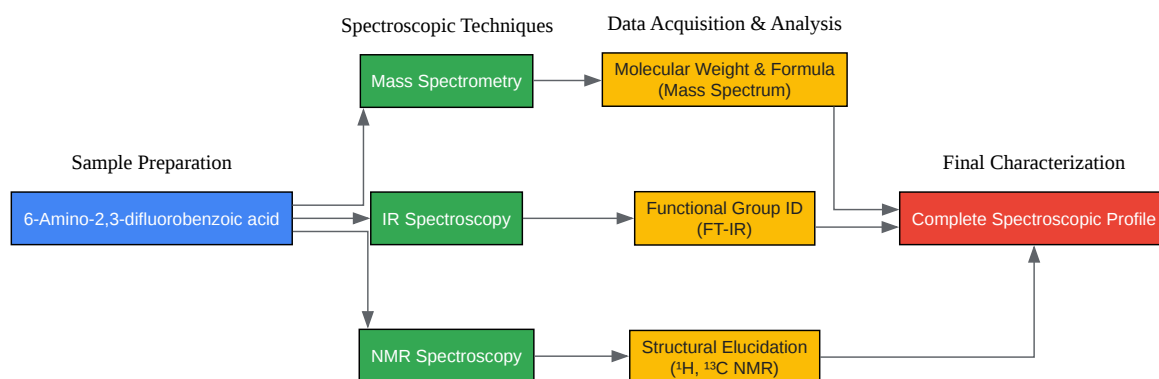 Spectroscopic Techniques
Data Acquisition & Analysis
Mass Spectrometry
Molecular Weight & Formula
(Mass Spectrum)
Sample Preparation
Final Characterization
6-Amino-2,3-difluorobenzoic acid
IR Spectroscopy
Functional Group ID
(FT-IR)
Complete Spectroscopic Profile
NMR Spectroscopy
Structural Elucidation
(¹H, ¹³C NMR)